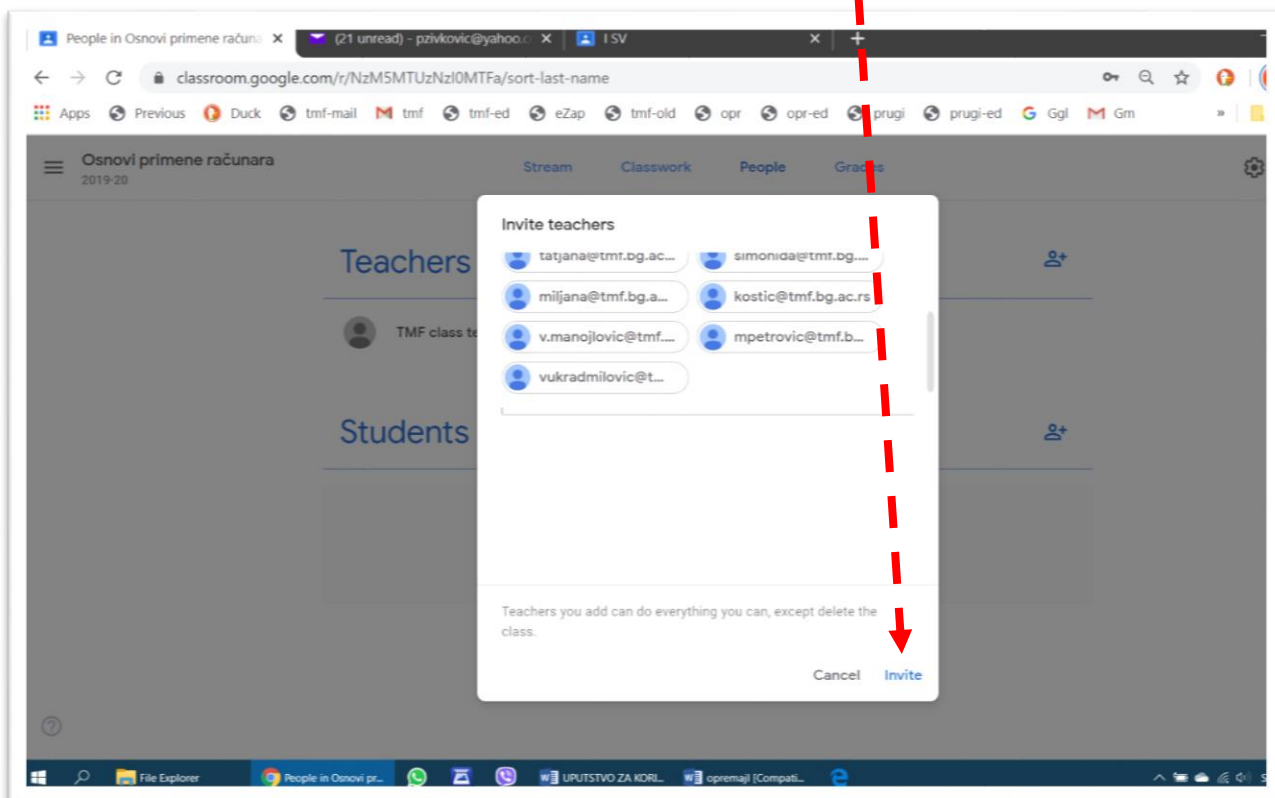 People in Osnovi primene računa
(21 unread) - pzivkovic@yahoo.c
I SV
classroom.google.com/r/NzM5MTUzNzI0MTFa/sort-last-name
Apps Previous Duck tmf-mail tmf tmf-ed eZap tmf-old opr opr-ed prugi prugi-ed Ggl Gm »
Osnovi primene računara
2019-20
Stream Classwork People Grades
Invite teachers
Teachers
tatjana@tmf.bg.ac... simonida@tmf.bg....
miljana@tmf.bg.a... kostic@tmf.bg.ac.rs
TMF class te
v.manojlovic@tmf.... mpetrovic@tmf.b...
vukradmilovic@t...
Students
Teachers you add can do everything you can, except delete the
class.
Cancel Invite
File Explorer People in Osnovi pr... UPUTSTVO ZA KORI... opremajl [Compati...